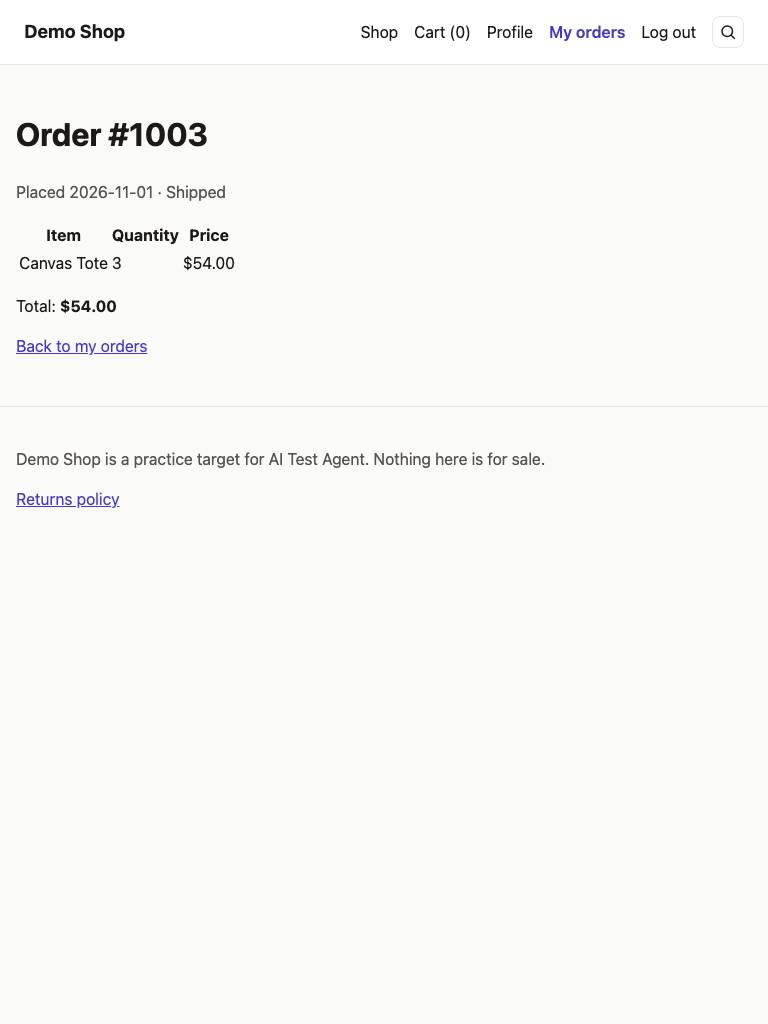 Demo Shop Shop Cart (0) Profile My orders Log out
Order #1003
Placed 2026-11-01 · Shipped
Item Quantity Price
Canvas Tote 3 $54.00
Total: $54.00
Back to my orders
Demo Shop is a practice target for AI Test Agent. Nothing here is for sale.
Returns policy